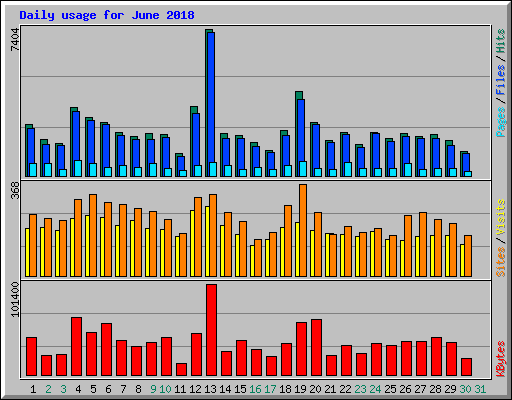 Daily usage for June 2018
7404
Pages / Files / Hits
368
Sites / Visits
101400
KBytes
1 2 3 4 5 6 7 8 9 10 11 12 13 14 15 16 17 18 19 20 21 22 23 24 25 26 27 28 29 30 31